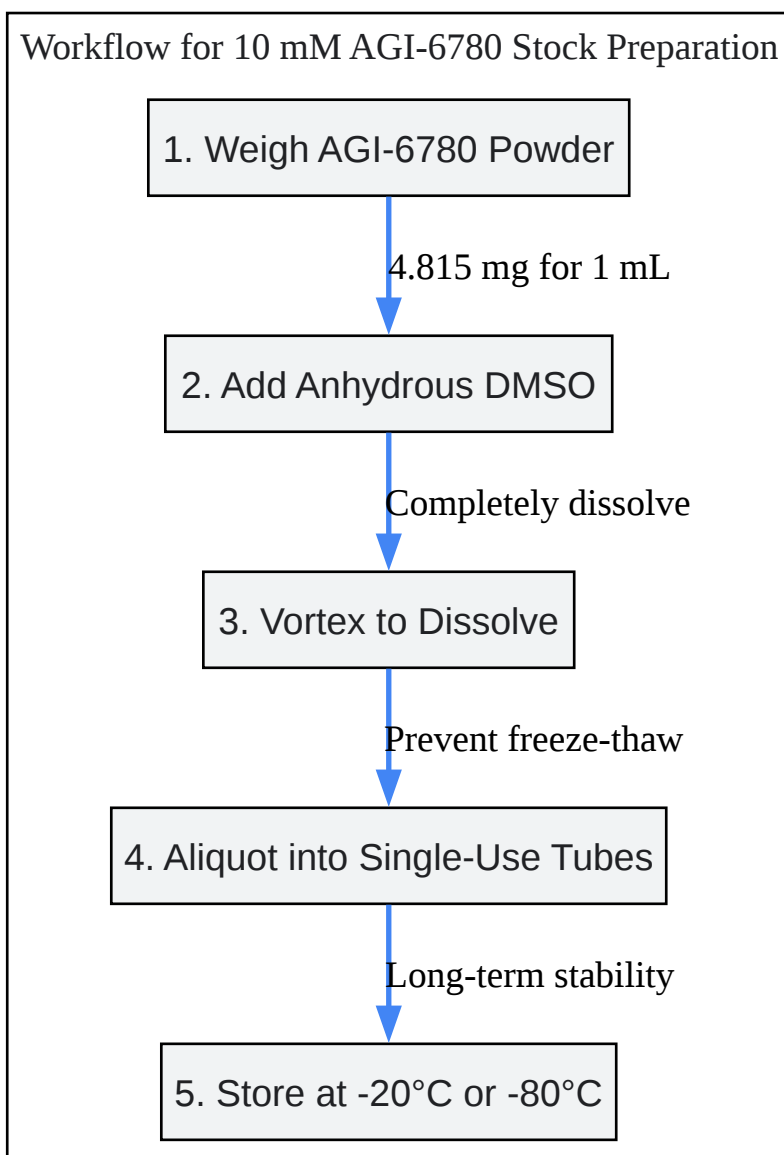 Workflow for 10 mM AGI-6780 Stock Preparation
1. Weigh AGI-6780 Powder
4.815 mg for 1 mL
2. Add Anhydrous DMSO
Completely dissolve
3. Vortex to Dissolve
Prevent freeze-thaw
4. Aliquot into Single-Use Tubes
Long-term stability
5. Store at -20°C or -80°C